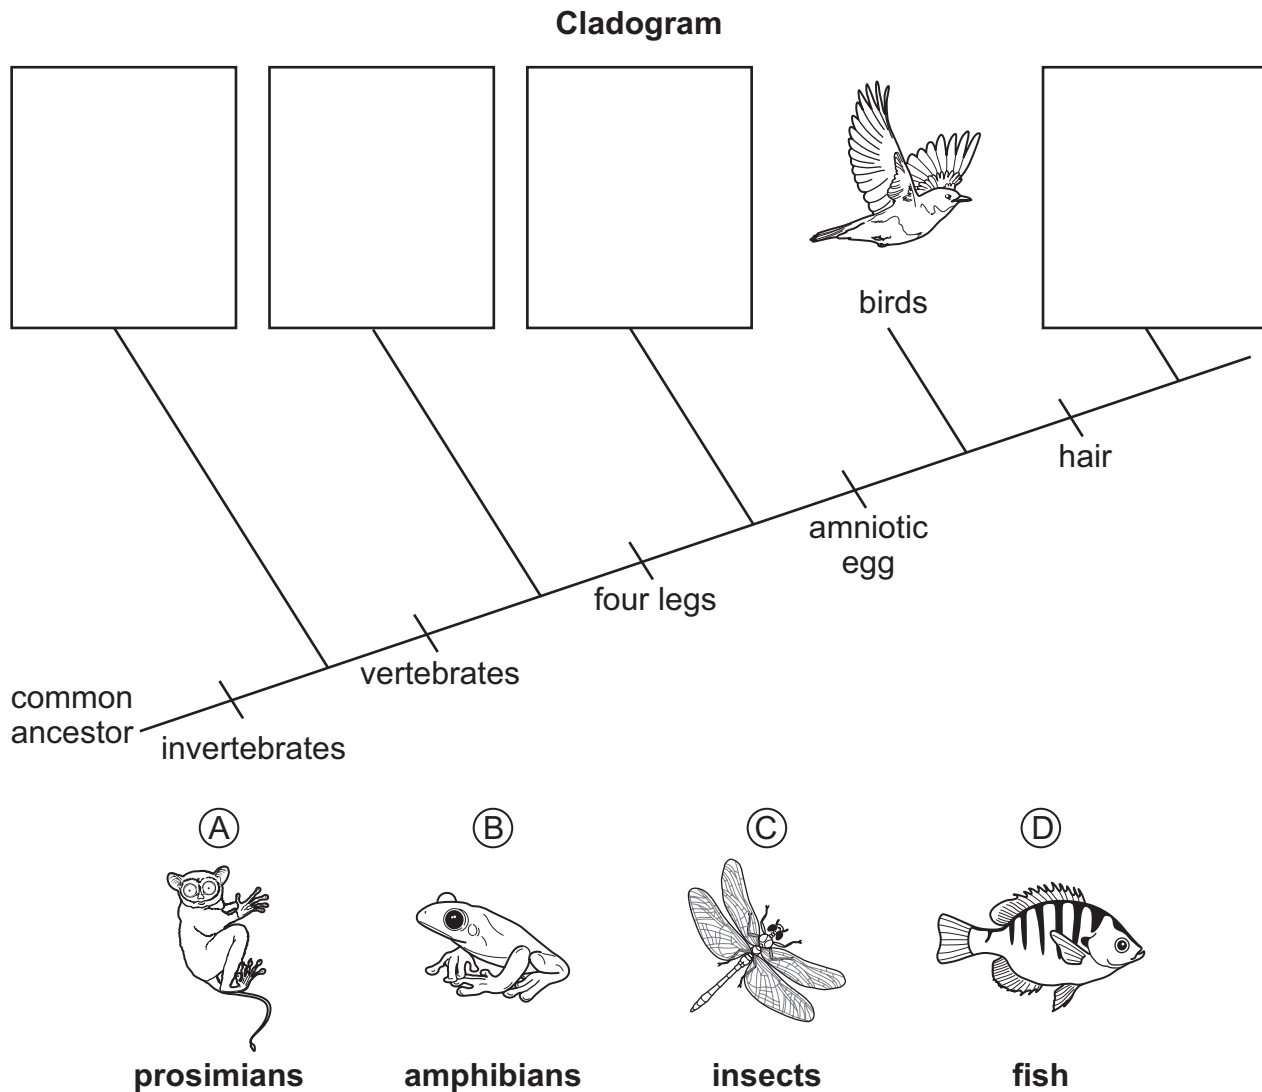 Cladogram
birds
hair
amniotic
egg
four legs
vertebrates
common
ancestor
invertebrates
A B C D
prosimians amphibians insects fish